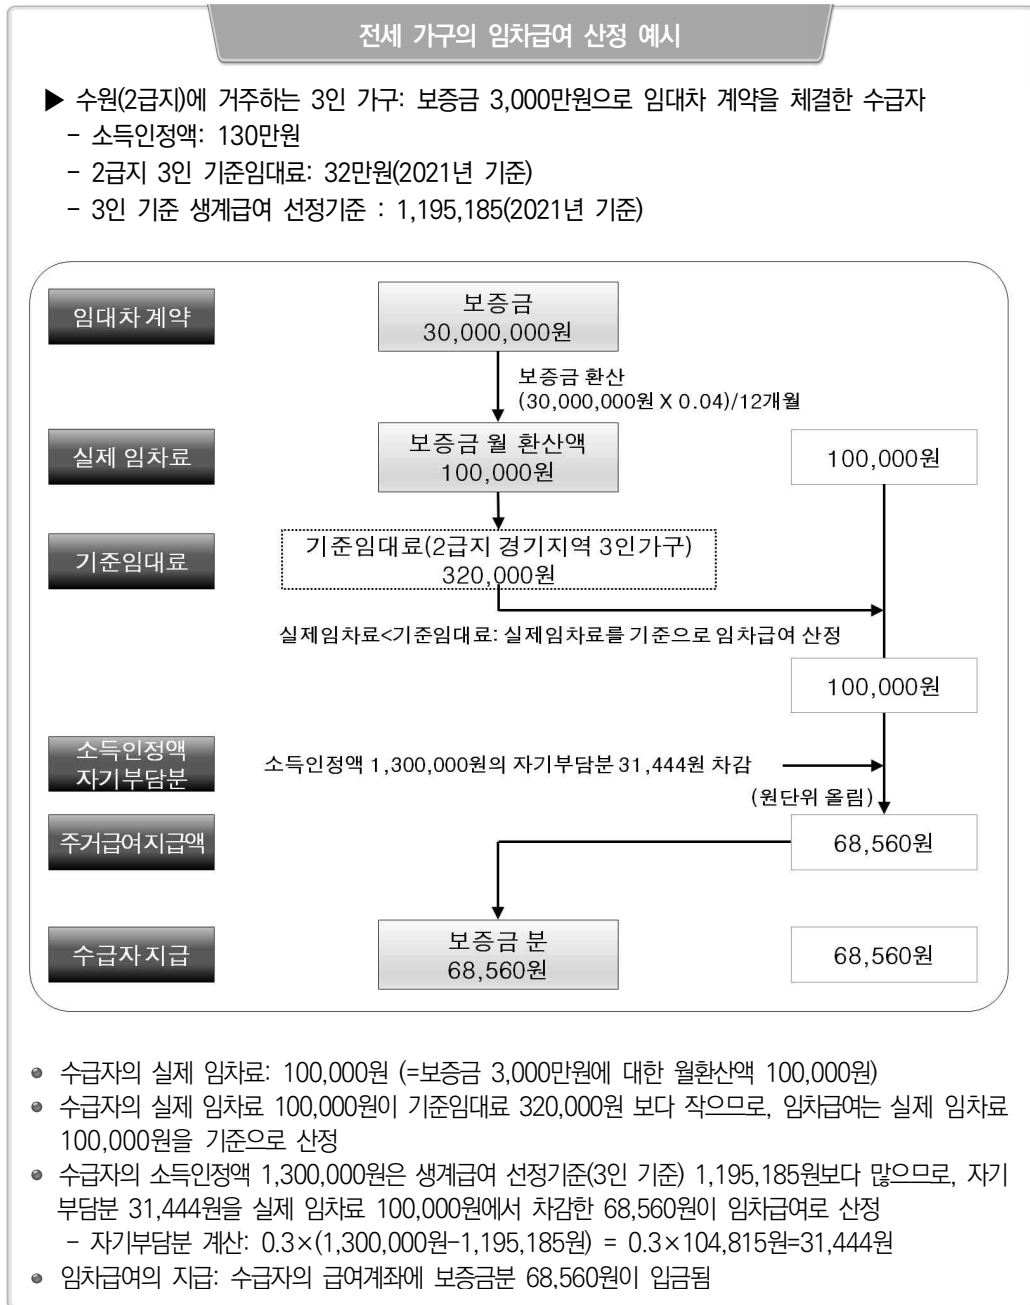 전세 가구의 임차급여 산정 예시
▶ 수원(2급지)에 거주하는 3인 가구: 보증금 3,000만원으로 임대차 계약을 체결한 수급자
- 소득인정액: 130만원
- 2급지 3인 기준임대료: 32만원(2021년 기준)
- 3인 기준 생계급여 선정기준 : 1,195,185(2021년 기준)
임대차 계약
보증금
30,000,000원
보증금 환산
(30,000,000원 X 0.04)/12개월
실제 임차료
보증금 월 환산액
100,000원
100,000원
기준임대료
기준임대료(2급지 경기지역 3인가구)
320,000원
실제임차료<기준임대료: 실제임차료를 기준으로 임차급여 산정
100,000원
소득인정액
자기부담분
소득인정액 1,300,000원의 자기부담분 31,444원 차감
(원단위 올림)
주거급여지급액
68,560원
수급자 지급
보증금 분
68,560원
68,560원
● 수급자의 실제 임차료: 100,000원 (=보증금 3,000만원에 대한 월환산액 100,000원)
● 수급자의 실제 임차료 100,000원이 기준임대료 320,000원 보다 작으므로, 임차급여는 실제 임차료
100,000원을 기준으로 산정
● 수급자의 소득인정액 1,300,000원은 생계급여 선정기준(3인 기준) 1,195,185원보다 많으므로, 자기
부담분 31,444원을 실제 임차료 100,000원에서 차감한 68,560원이 임차급여로 산정
- 자기부담분 계산: 0.3×(1,300,000원-1,195,185원) = 0.3×104,815원=31,444원
● 임차급여의 지급: 수급자의 급여계좌에 보증금분 68,560원이 입금됨